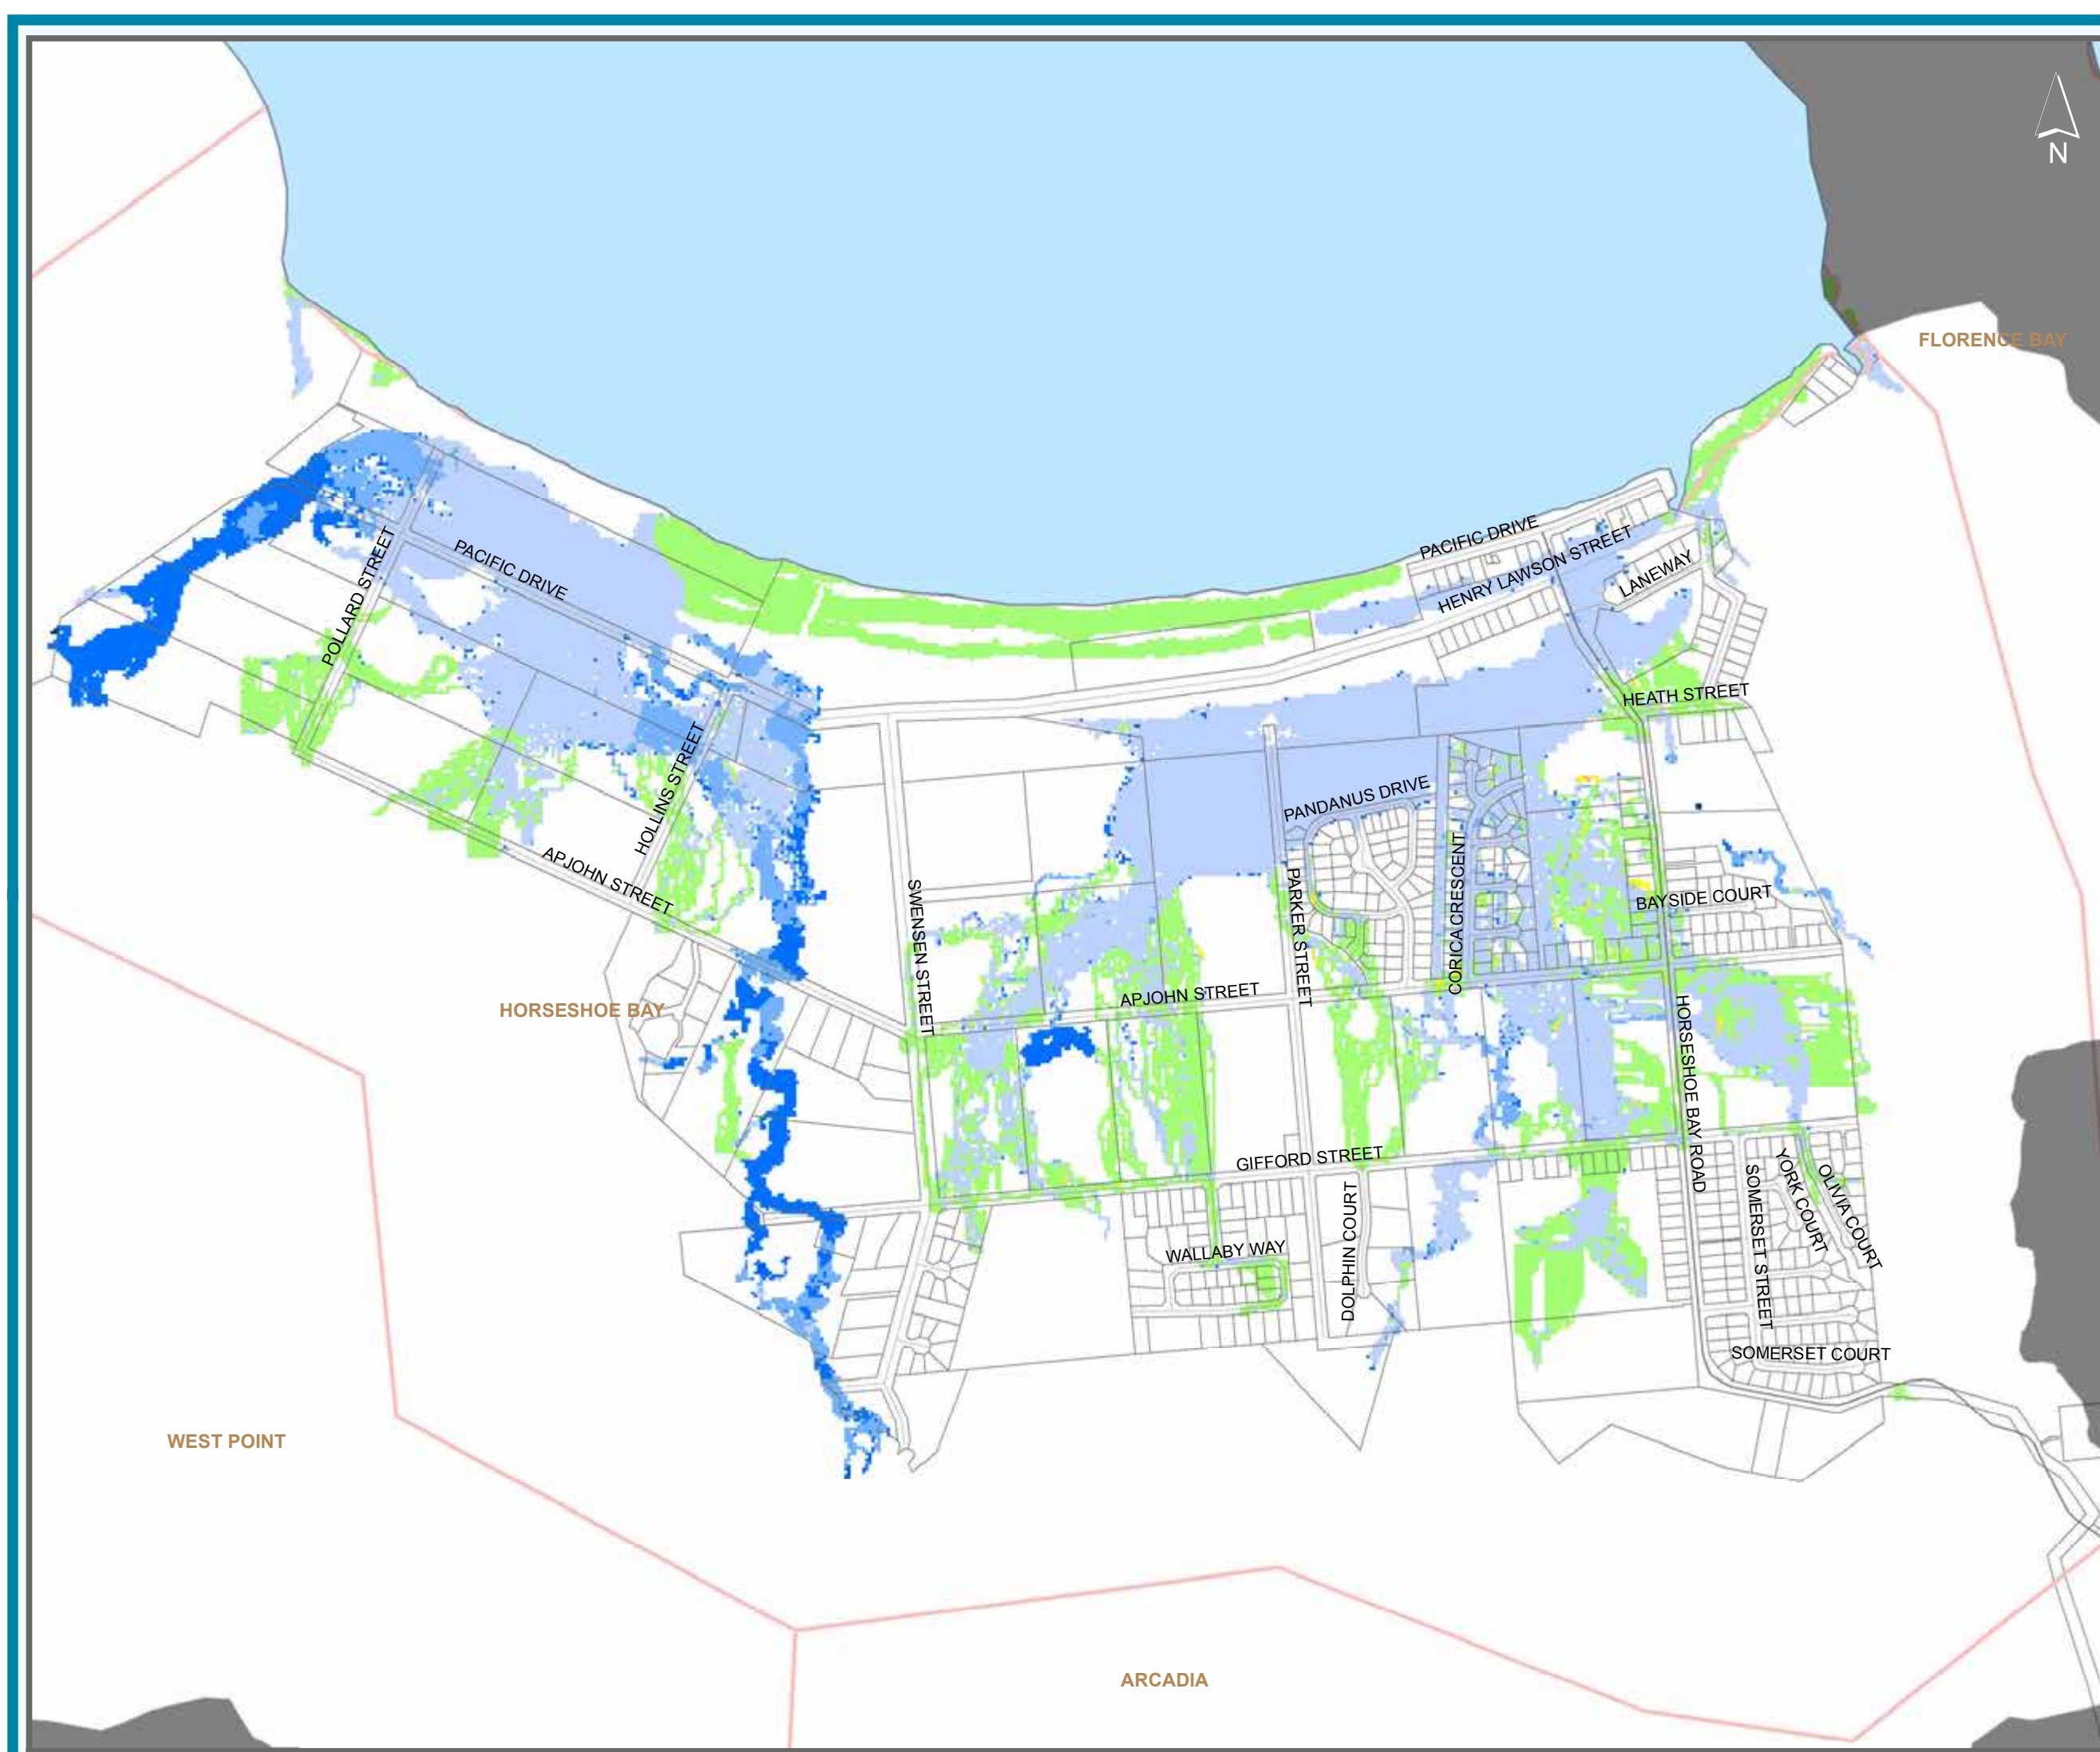 N
FLORENCE BAY
PACIFIC DRIVE
HENRY LAWSON STREET
LANEWAY
POLLARD STREET
PACIFIC DRIVE
HEATH STREET
HOLLINS STREET
PANDANUS DRIVE
CORICA CRESCENT
APJOHN STREET
SWENSEN STREET
PARKER STREET
BAYSIDE COURT
HORSESHOE BAY
APJOHN STREET
HORSESHOE BAY ROAD
GIFFORD STREET
WALLABY WAY
DOLPHIN COURT
SOMERSET STREET
YORK COURT
OLIVIA COURT
SOMERSET COURT
WEST POINT
ARCADIA